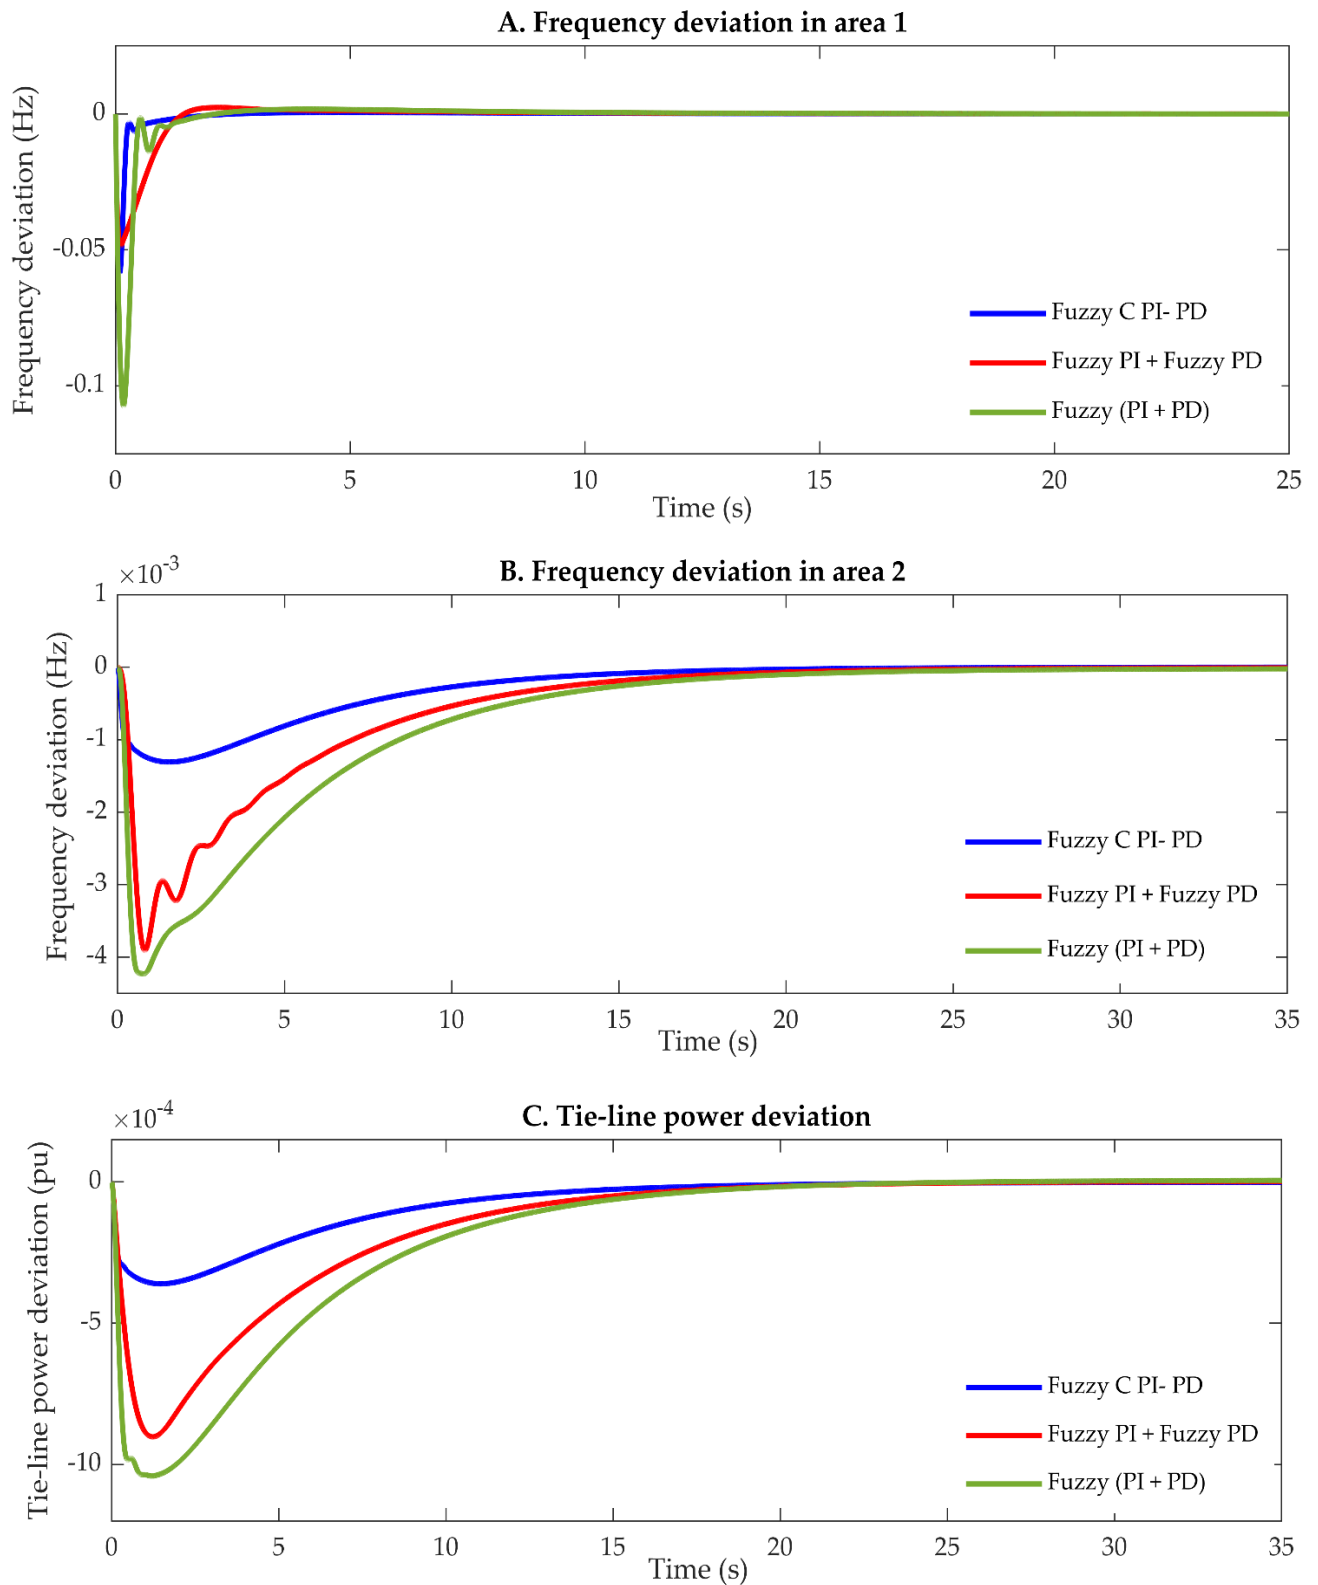 A. Frequency deviation in area 1
Frequency deviation (Hz)
0
-0.05
-0.1
Fuzzy C PI- PD
Fuzzy PI + Fuzzy PD
Fuzzy (PI + PD)
0 5 10 15 20 25
Time (s)
×10-3
B. Frequency deviation in area 2
Frequency deviation (Hz)
1
0
-1
-2
-3
-4
Fuzzy C PI- PD
Fuzzy PI + Fuzzy PD
Fuzzy (PI + PD)
0 5 10 15 20 25 30 35
Time (s)
×10-4
C. Tie-line power deviation
Tie-line power deviation (pu)
0
-5
-10
Fuzzy C PI- PD
Fuzzy PI + Fuzzy PD
Fuzzy (PI + PD)
0 5 10 15 20 25 30 35
Time (s)